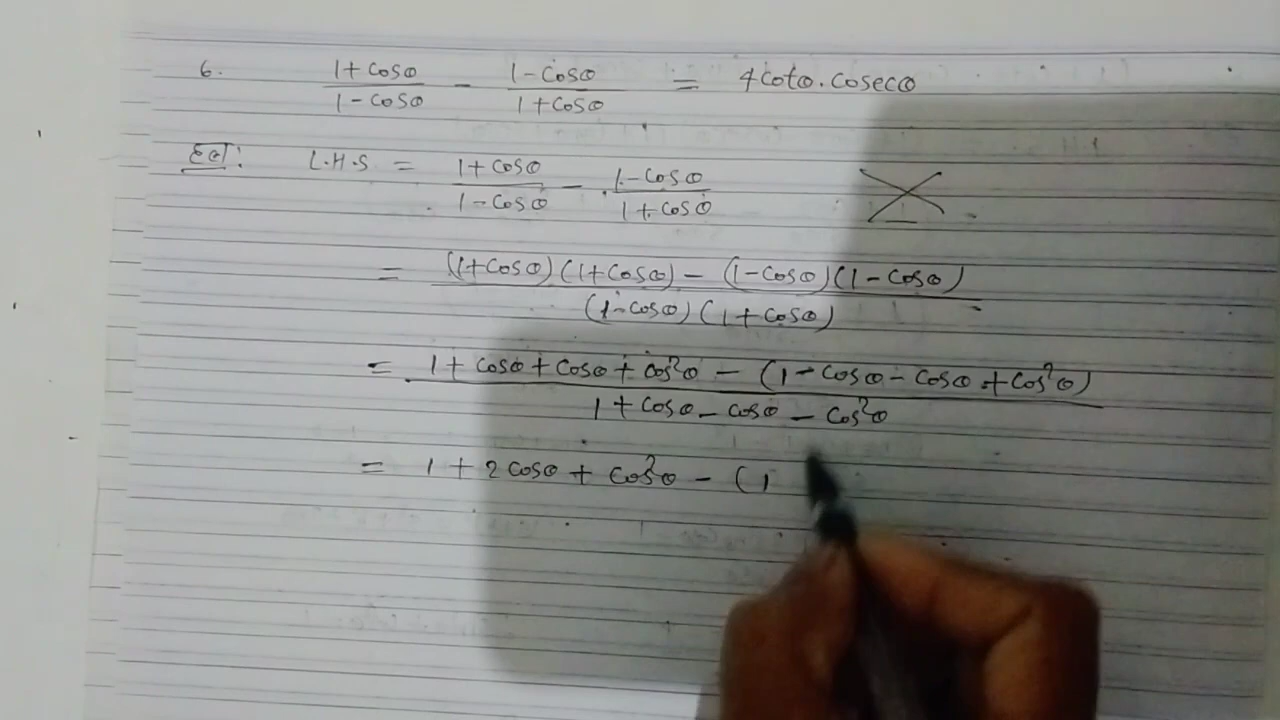 6. (1+cosθ)/(1-cosθ) - (1-cosθ)/(1+cosθ) = 4cotθ.cosecθ
हल: L.H.S = (1+cosθ)/(1-cosθ) - (1-cosθ)/(1+cosθ)
= ((1+cosθ)(1+cosθ) - (1-cosθ)(1-cosθ))/((1-cosθ)(1+cosθ))
= (1+cosθ+cosθ+cos²θ - (1-cosθ-cosθ+cos²θ))/(1+cosθ-cosθ-cos²θ)
= 1+2cosθ+cos²θ - (1